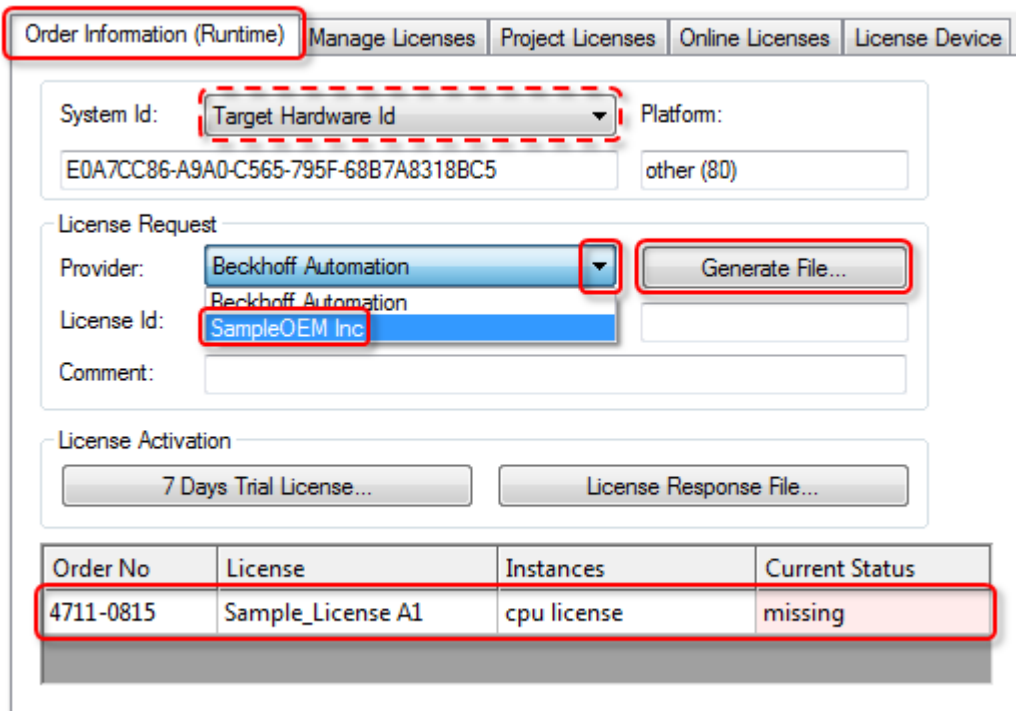 Order Information (Runtime) Manage Licenses Project Licenses Online Licenses License Device
System Id: Target Hardware Id Platform:
E0A7CC86-A9A0-C565-795F-68B7A8318BC5 other (80)
License Request
Provider: Beckhoff Automation Generate File...
Beckhoff Automation
License Id: SampleOEM Inc
Comment:
License Activation
7 Days Trial License... License Response File...
Order No License Instances Current Status
4711-0815 Sample_License A1 cpu license missing